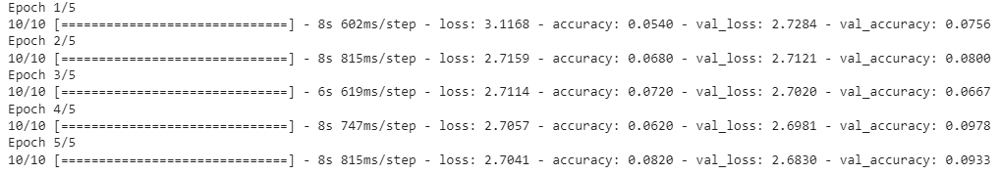 Epoch 1/5
10/10 [==============================] - 8s 602ms/step - loss: 3.1168 - accuracy: 0.0540 - val_loss: 2.7284 - val_accuracy: 0.0756
Epoch 2/5
10/10 [==============================] - 8s 815ms/step - loss: 2.7159 - accuracy: 0.0680 - val_loss: 2.7121 - val_accuracy: 0.0800
Epoch 3/5
10/10 [==============================] - 6s 619ms/step - loss: 2.7114 - accuracy: 0.0720 - val_loss: 2.7020 - val_accuracy: 0.0667
Epoch 4/5
10/10 [==============================] - 8s 747ms/step - loss: 2.7057 - accuracy: 0.0620 - val_loss: 2.6981 - val_accuracy: 0.0978
Epoch 5/5
10/10 [==============================] - 8s 815ms/step - loss: 2.7041 - accuracy: 0.0820 - val_loss: 2.6830 - val_accuracy: 0.0933